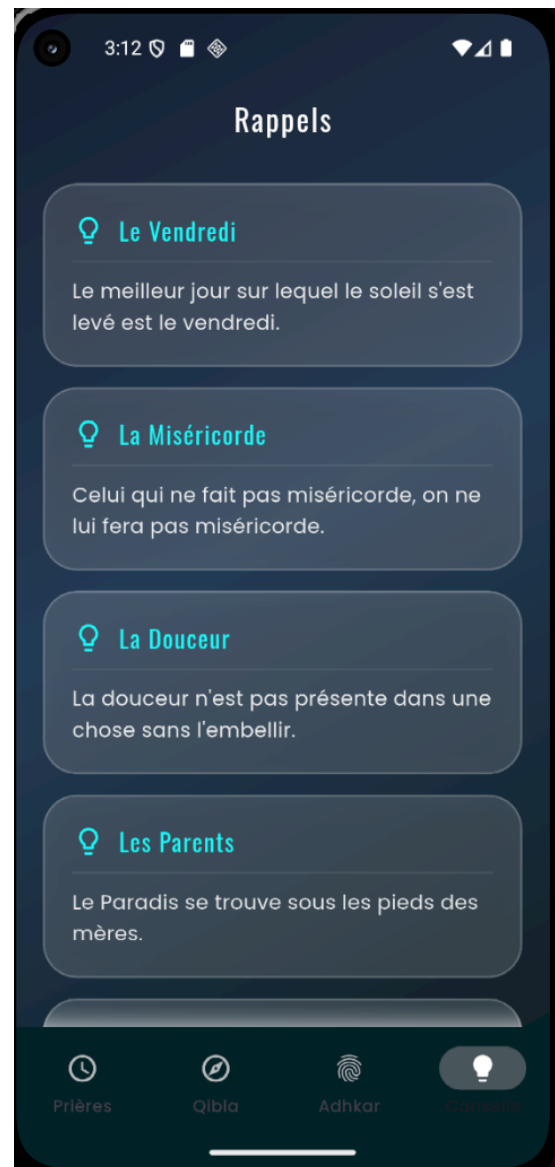 3:12
Rappels
Le Vendredi
Le meilleur jour sur lequel le soleil s'est
levé est le vendredi.
La Miséricorde
Celui qui ne fait pas miséricorde, on ne
lui fera pas miséricorde.
La Douceur
La douceur n'est pas présente dans une
chose sans l'embellir.
Les Parents
Le Paradis se trouve sous les pieds des
mères.
Prières Qibla Adhkar Conseils